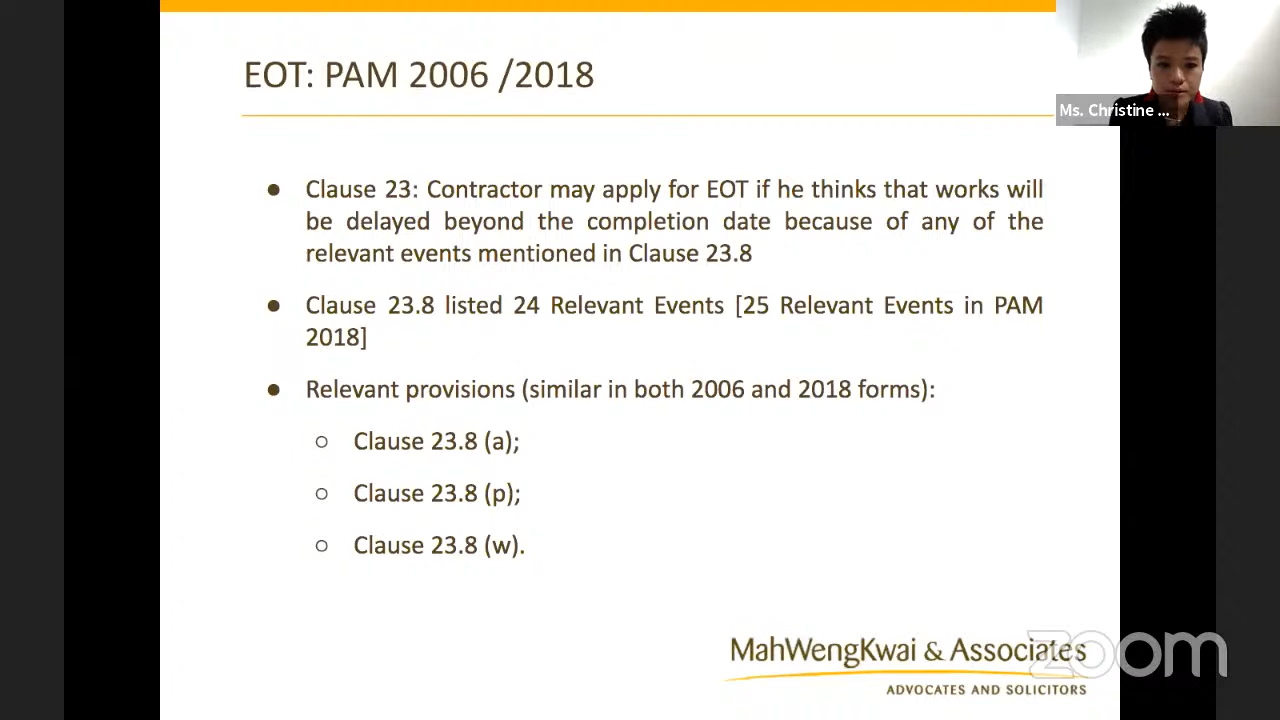 EOT: PAM 2006 /2018
Ms. Christine ...
● Clause 23: Contractor may apply for EOT if he thinks that works will
be delayed beyond the completion date because of any of the
relevant events mentioned in Clause 23.8
● Clause 23.8 listed 24 Relevant Events [25 Relevant Events in PAM
2018]
● Relevant provisions (similar in both 2006 and 2018 forms):
○ Clause 23.8 (a);
○ Clause 23.8 (p);
○ Clause 23.8 (w).
MahWengKwai & Associates
ADVOCATES AND SOLICITORS
zoom